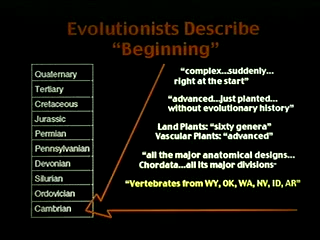 Evolutionists Describe
“Beginning”
Quaternary
Tertiary
Cretaceous
Jurassic
Permian
Pennsylvanian
Devonian
Silurian
Ordovician
Cambrian
“complex...suddenly...
right at the start”
“advanced...just planted...
without evolutionary history”
Land Plants: “sixty genera”
Vascular Plants: “advanced”
“all the major anatomical designs...
Chordata...all its major divisions”
“Vertebrates from WY, OK, WA, NV, ID, AR”